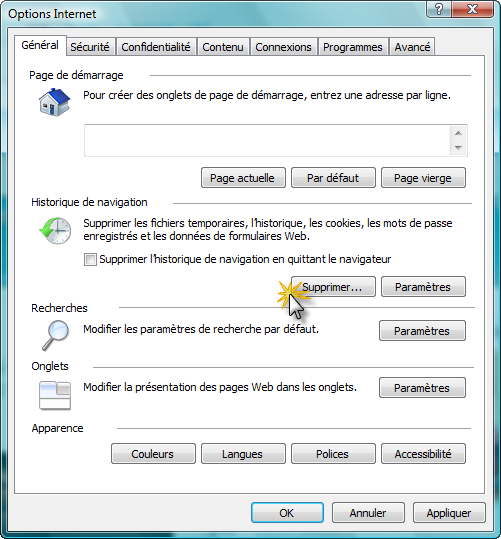 Options Internet
Général Sécurité Confidentialité Contenu Connexions Programmes Avancé
Page de démarrage
Pour créer des onglets de page de démarrage, entrez une adresse par ligne.
Page actuelle Par défaut Page vierge
Historique de navigation
Supprimer les fichiers temporaires, l'historique, les cookies, les mots de passe
enregistrés et les données de formulaires Web.
Supprimer l'historique de navigation en quittant le navigateur
Supprimer... Paramètres
Recherches
Modifier les paramètres de recherche par défaut.
Paramètres
Onglets
Modifier la présentation des pages Web dans les onglets.
Paramètres
Apparence
Couleurs Langues Polices Accessibilité
OK Annuler Appliquer